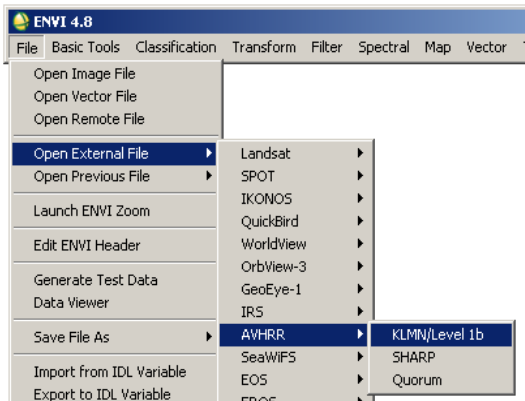 ENVI 4.8
File Basic Tools Classification Transform Filter Spectral Map Vector
Open Image File
Open Vector File
Open Remote File
Open External File
Open Previous File
Launch ENVI Zoom
Edit ENVI Header
Generate Test Data
Data Viewer
Save File As
Import from IDL Variable
Export to IDL Variable
Landsat
SPOT
IKONOS
QuickBird
WorldView
OrbView-3
GeoEye-1
IRS
AVHRR
SeaWiFS
EOS
EROS
KLMN/Level 1b
SHARP
Quorum